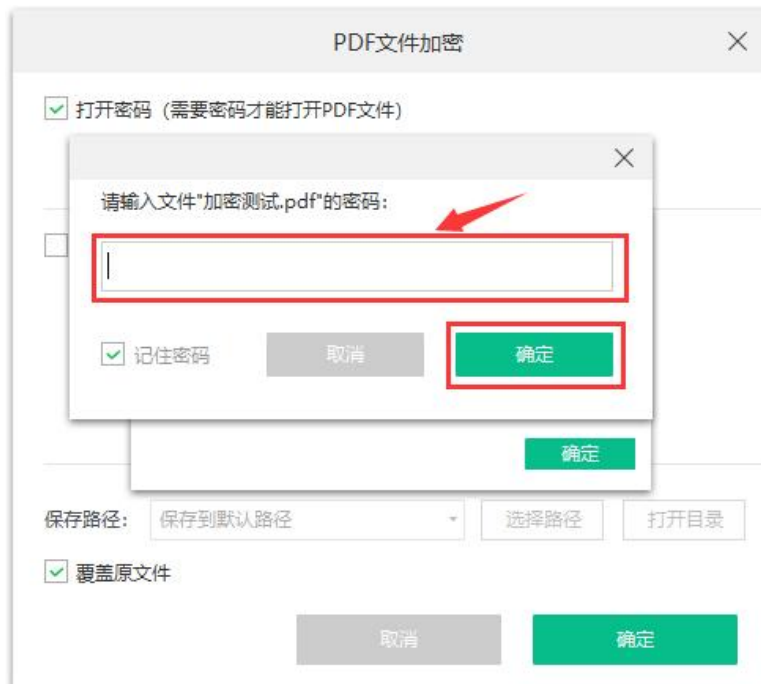 PDF文件加密
打开密码 (需要密码才能打开PDF文件)
请输入文件"加密测试.pdf"的密码:
记住密码 取消 确定
确定
保存路径: 保存到默认路径 选择路径 打开目录
覆盖原文件
取消 确定